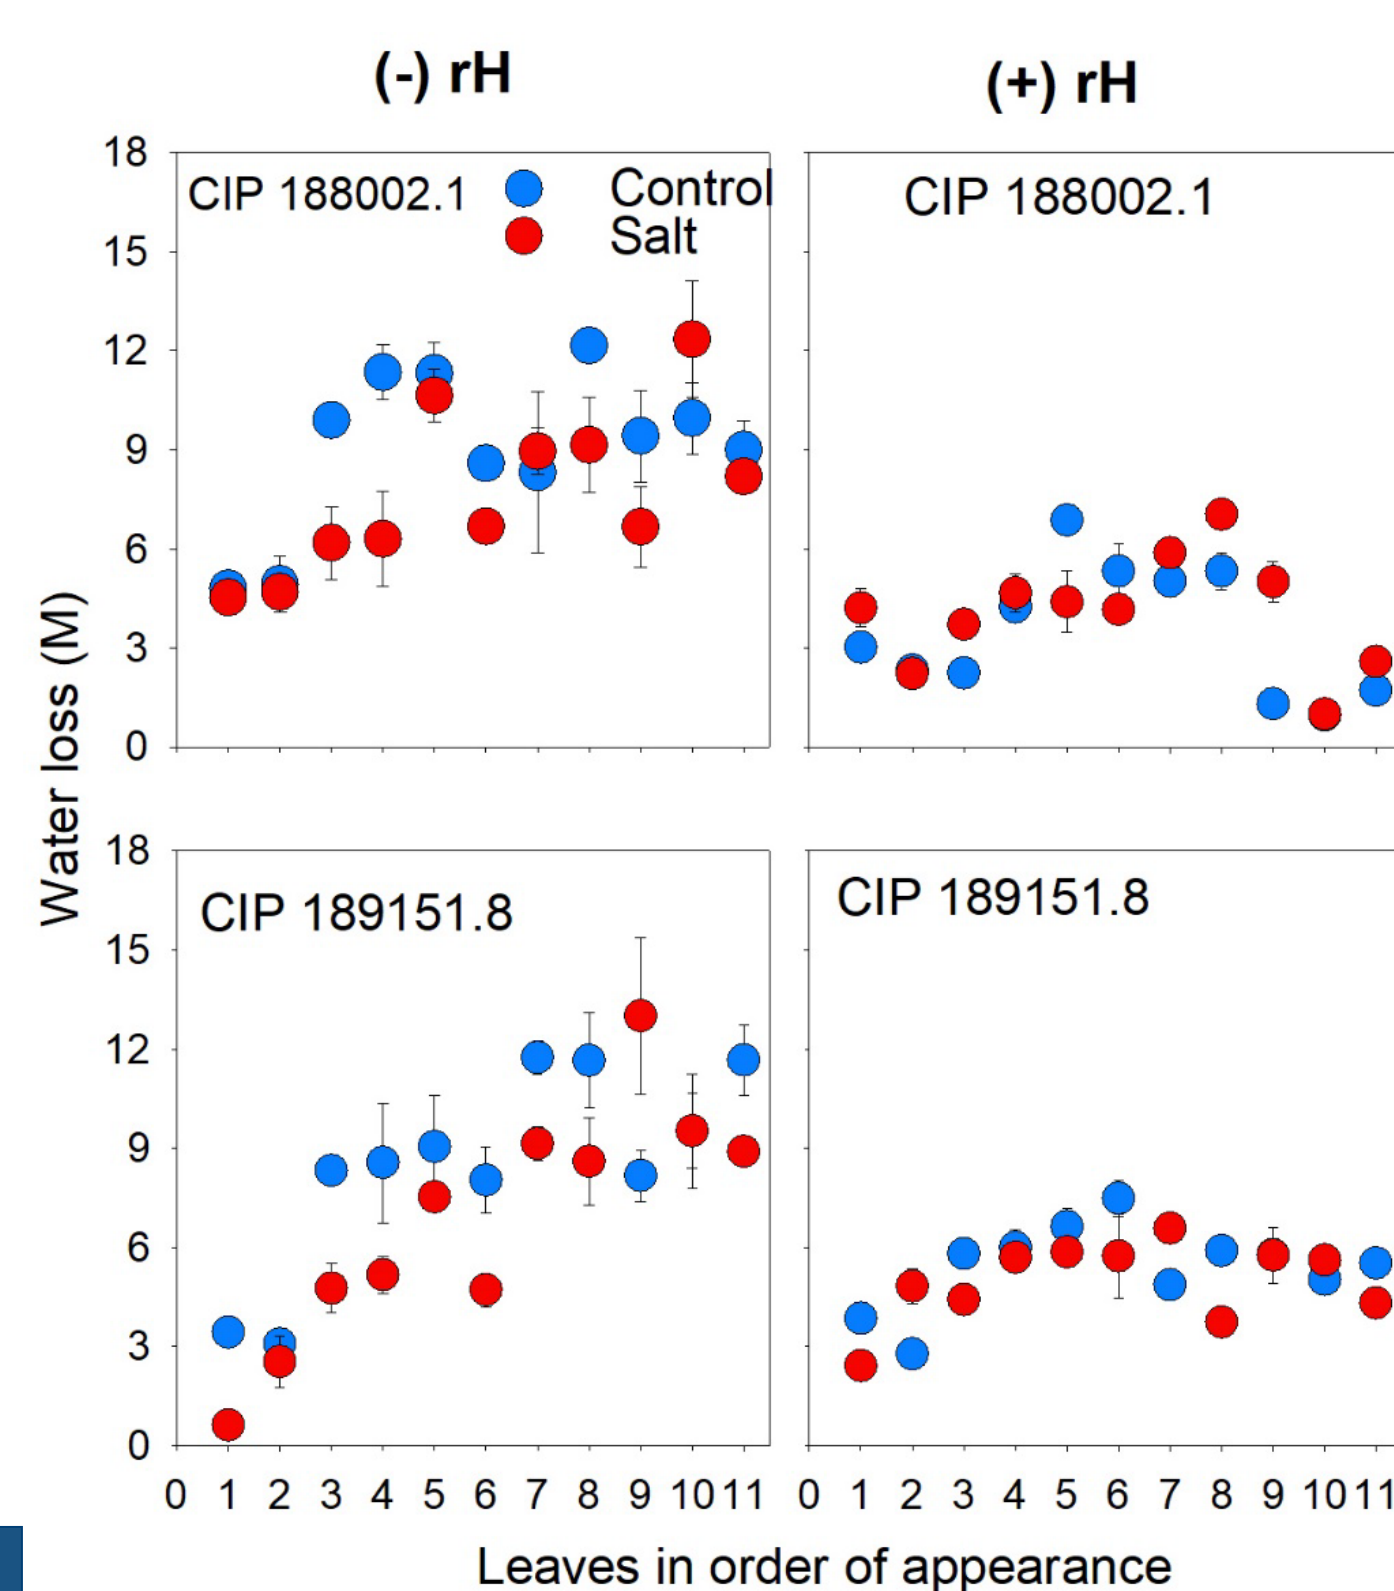 (-) rH
(+) rH
18
CIP 188002.1
Control
Salt
CIP 188002.1
15
12
9
6
3
0
Water loss (M)
18
CIP 189151.8
CIP 189151.8
15
12
9
6
3
0
0 1 2 3 4 5 6 7 8 9 10 11
0 1 2 3 4 5 6 7 8 9 10 11
Leaves in order of appearance